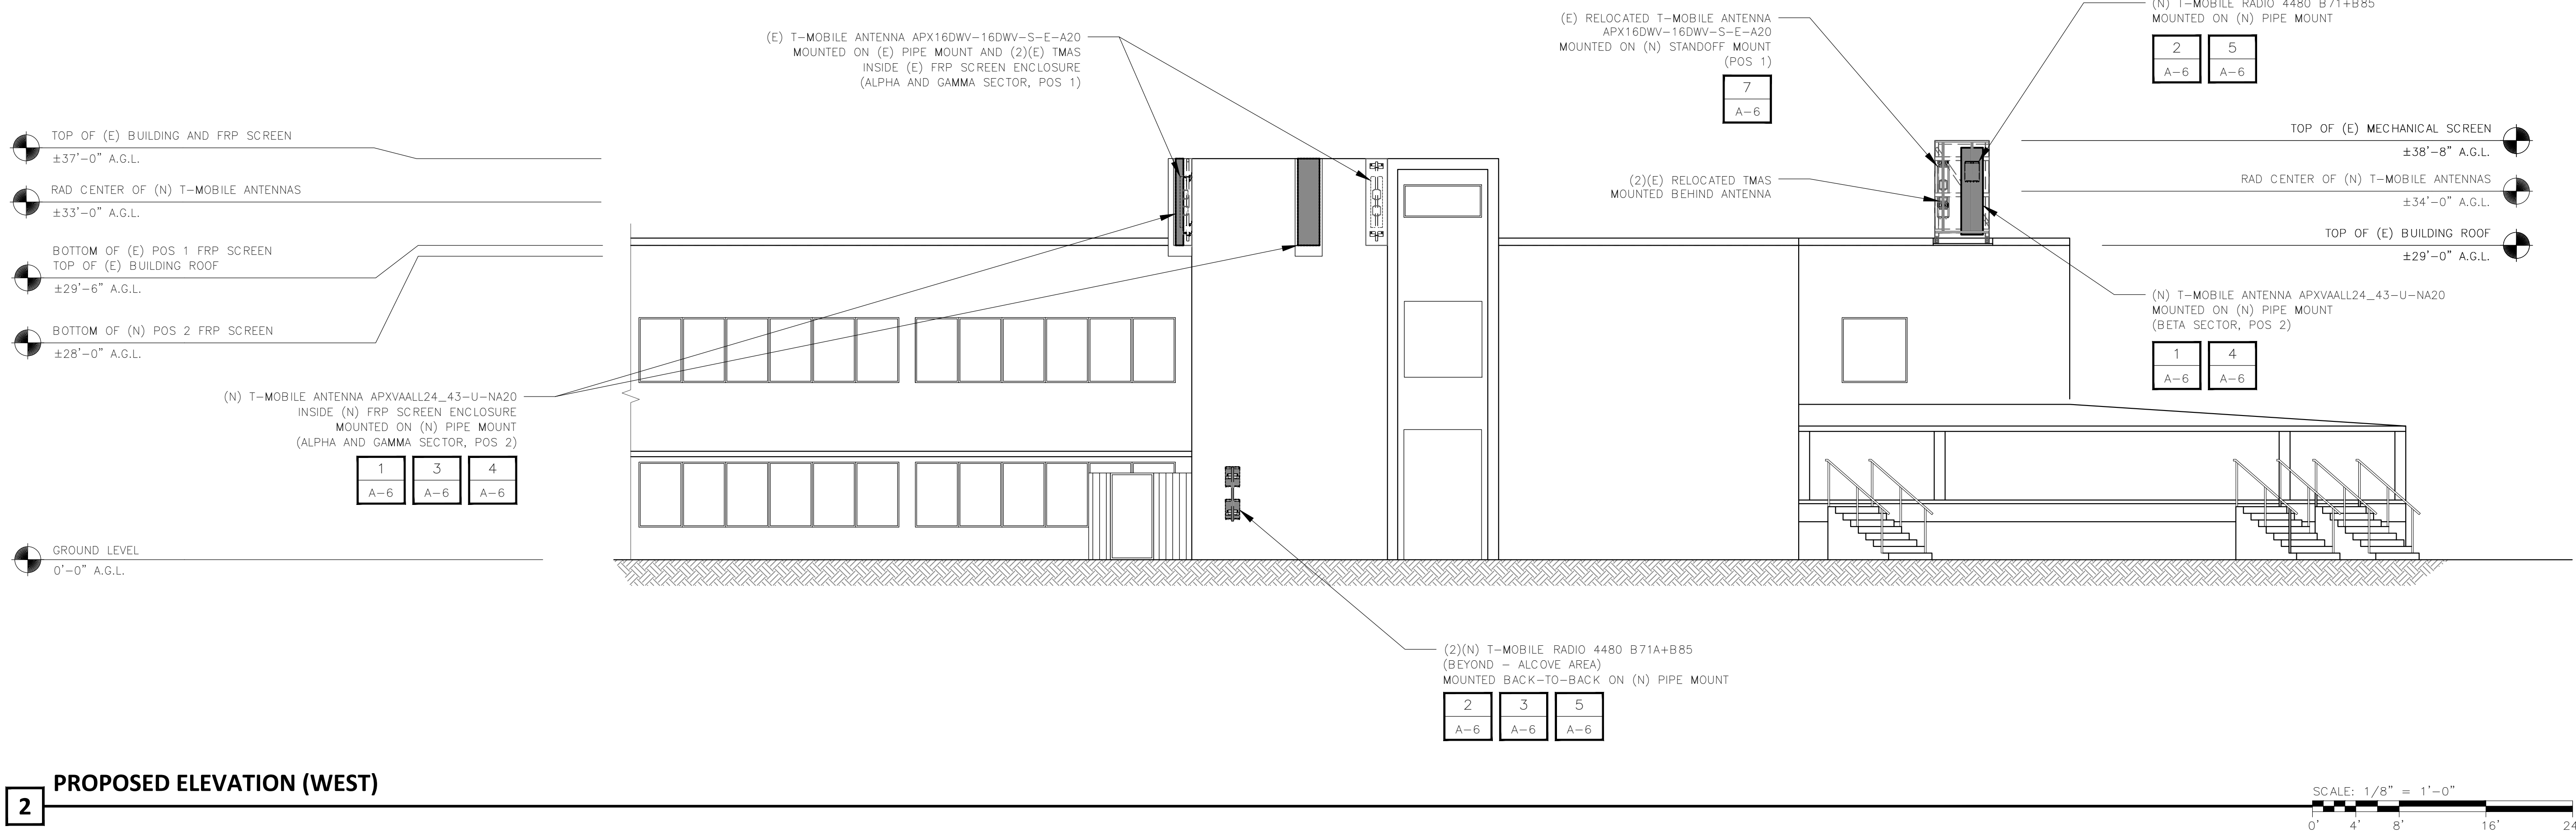 (E) T-MOBILE ANTENNA APX16DWV-16DWV-S-E-A20
MOUNTED ON (E) PIPE MOUNT AND (2)(E) TMAS
INSIDE (E) FRP SCREEN ENCLOSURE
(ALPHA AND GAMMA SECTOR, POS 1)
(E) RELOCATED T-MOBILE ANTENNA
APX16DWV-16DWV-S-E-A20
MOUNTED ON (N) STANDOFF MOUNT
(POS 1)
7
A-6
(N) T-MOBILE RADIO 4480 B71+B85
MOUNTED ON (N) PIPE MOUNT
2 5
A-6 A-6
TOP OF (E) BUILDING AND FRP SCREEN
±37'-0" A.G.L.
RAD CENTER OF (N) T-MOBILE ANTENNAS
±33'-0" A.G.L.
BOTTOM OF (E) POS 1 FRP SCREEN
TOP OF (E) BUILDING ROOF
±29'-6" A.G.L.
BOTTOM OF (N) POS 2 FRP SCREEN
±28'-0" A.G.L.
(2)(E) RELOCATED TMAS
MOUNTED BEHIND ANTENNA
TOP OF (E) MECHANICAL SCREEN
±38'-8" A.G.L.
RAD CENTER OF (N) T-MOBILE ANTENNAS
±34'-0" A.G.L.
TOP OF (E) BUILDING ROOF
±29'-0" A.G.L.
(N) T-MOBILE ANTENNA APXVAALL24_43-U-NA20
MOUNTED ON (N) PIPE MOUNT
(BETA SECTOR, POS 2)
1 4
A-6 A-6
(N) T-MOBILE ANTENNA APXVAALL24_43-U-NA20
INSIDE (N) FRP SCREEN ENCLOSURE
MOUNTED ON (N) PIPE MOUNT
(ALPHA AND GAMMA SECTOR, POS 2)
1 3 4
A-6 A-6 A-6
GROUND LEVEL
0'-0" A.G.L.
(2)(N) T-MOBILE RADIO 4480 B71A+B85
(BEYOND - ALCOVE AREA)
MOUNTED BACK-TO-BACK ON (N) PIPE MOUNT
2 3 5
A-6 A-6 A-6
2 PROPOSED ELEVATION (WEST)
SCALE: 1/8" = 1'-0"
0' 4' 8' 16' 24